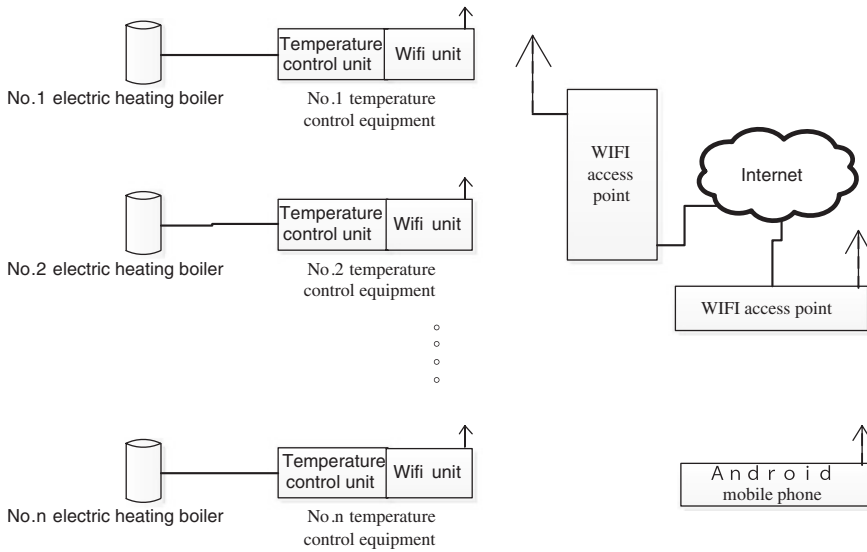 Temperature
control unit
Wifi unit
No.1 electric heating boiler
No.1 temperature
control equipment
WIFI
access
point
Internet
Temperature
control unit
Wifi unit
No.2 electric heating boiler
No.2 temperature
control equipment
WIFI access point
Temperature
control unit
Wifi unit
No.n electric heating boiler
No.n temperature
control equipment
Android
mobile phone